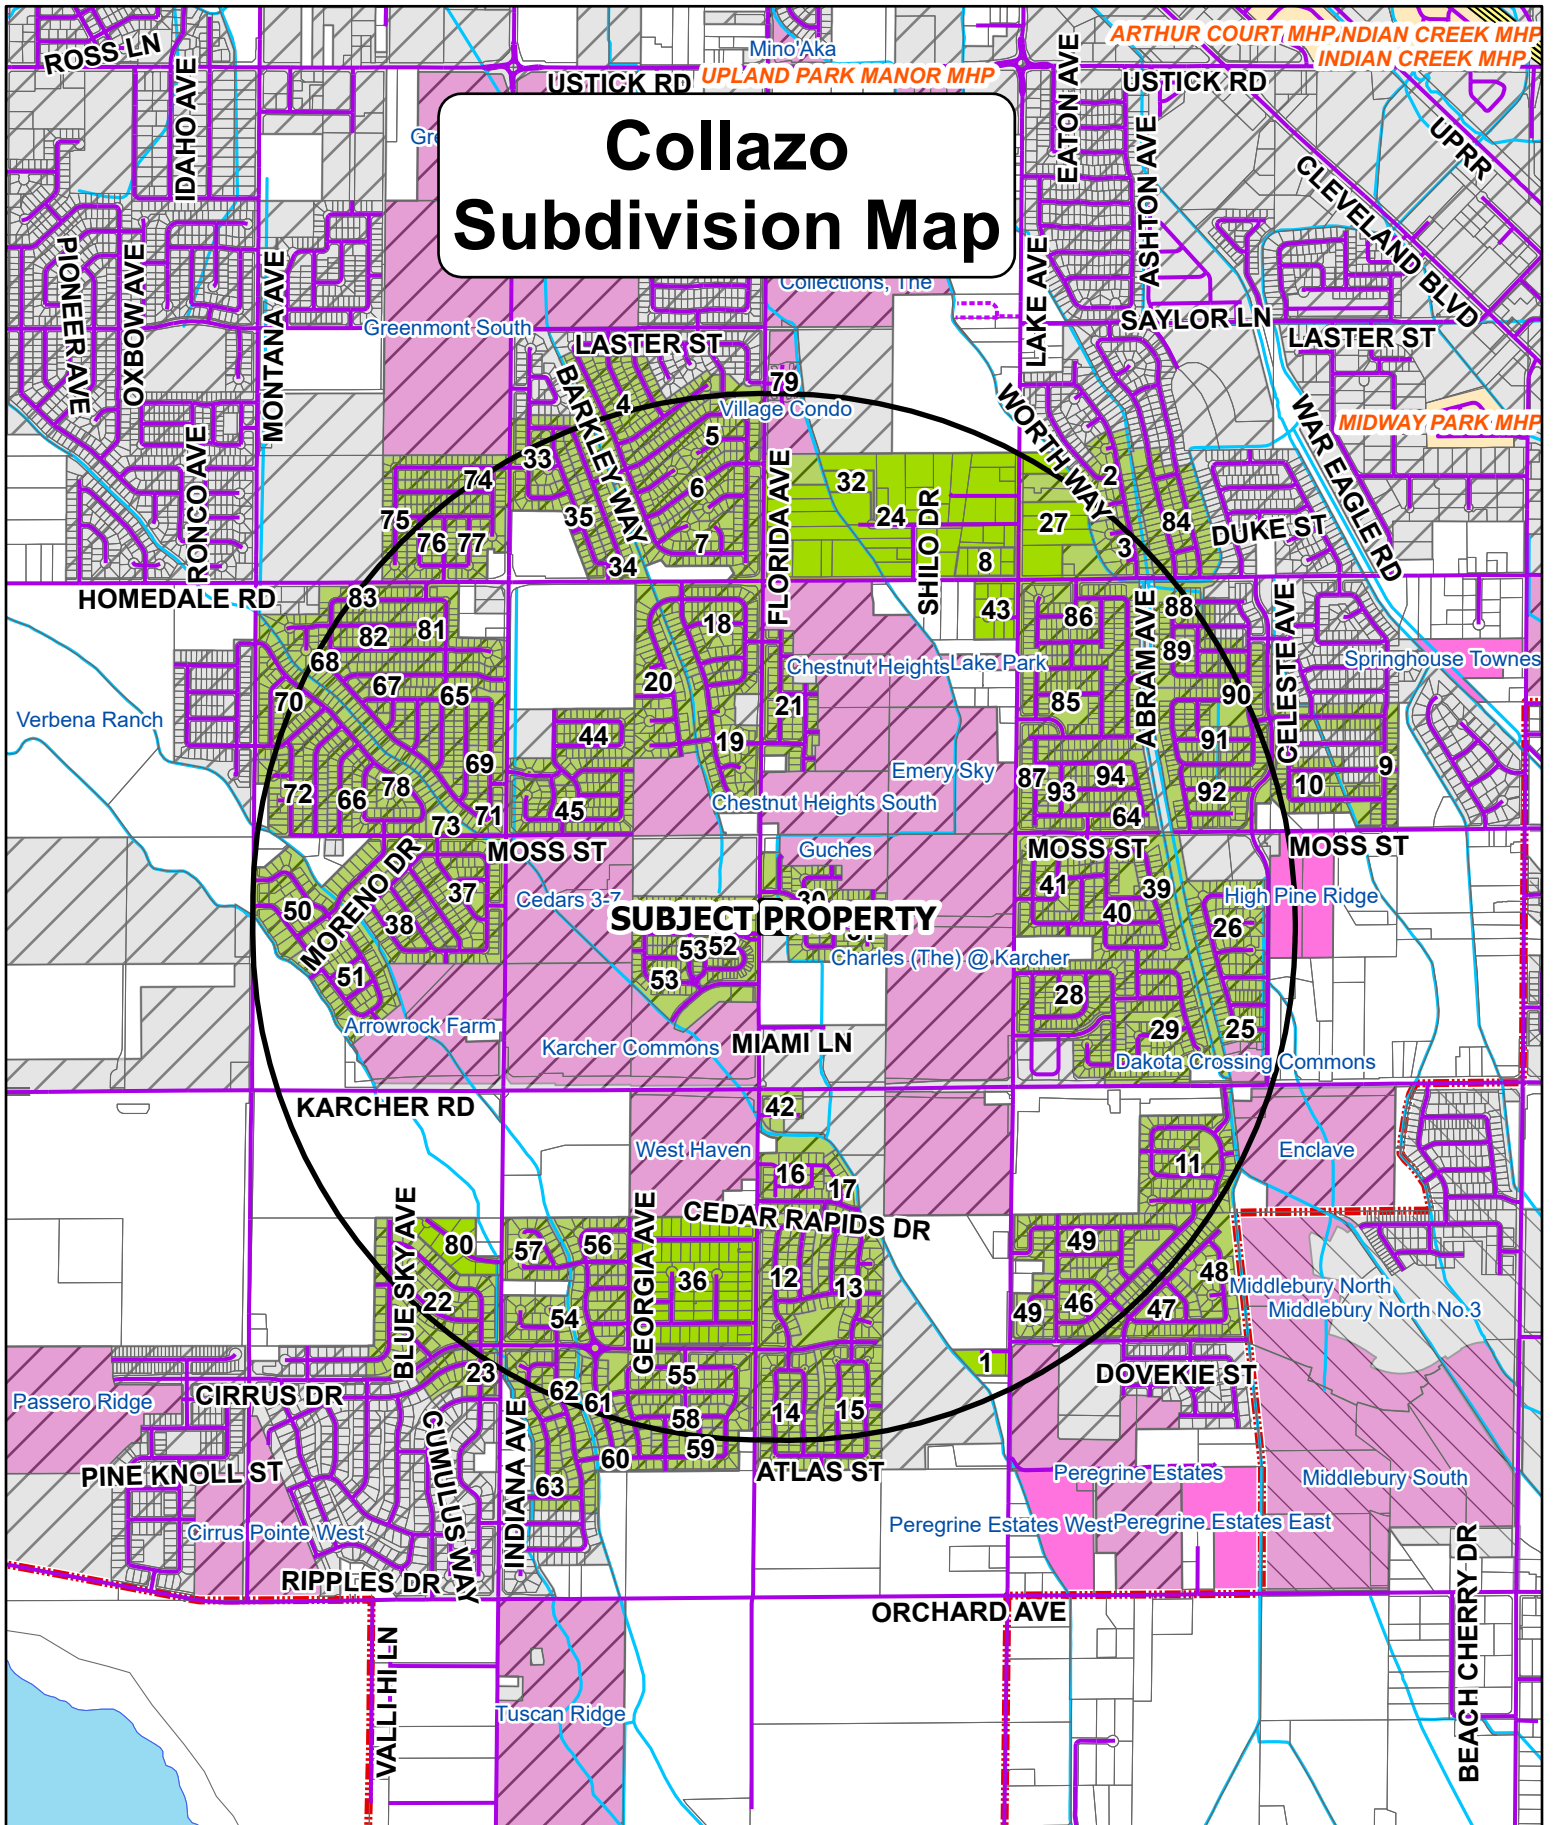 ROSS LN
IDAHO AVE
Mino'Aka
USTICK RD
UPLAND PARK MANOR MHP
EATON AVE
ARTHUR COURT MHP
INDIAN CREEK MHP
INDIAN CREEK MHP
USTICK RD
UPRR
Collazo
Subdivision Map
ASHTON AVE
CLEVELAND BLVD
PIONEER AVE
OXBOW AVE
MONTANA AVE
Greenmont South
Collections, The
LAKE AVE
SAYLOR LN
LASTER ST
LASTER ST
BARKLEY WAY
4
79
Village Condo
WORTH WAY
WAR EAGLE RD
MIDWAY PARK MHP
RONCO AVE
33
5
74
6
32
2
75
35
24
27
84
DUKE ST
76
77
7
FLORIDA AVE
SHILO DR
3
34
8
HOMEDALE RD
83
82
81
18
43
86
88
68
Chestnut Heights
Lake Park
89
CELESTE AVE
Springhouse Townes
70
67
65
20
21
85
ABRAM AVE
90
Verbena Ranch
44
19
91
69
Emery Sky
87
94
9
72
66
78
45
Chestnut Heights South
93
92
10
73
71
64
MOSS ST
MOSS ST
MOSS ST
Guches
MORENO DR
37
Cedars 3-7
30
41
39
High Pine Ridge
50
38
SUBJECT PROPERTY
40
26
53
52
Charles (The) @ Karcher
51
53
28
Arrowrock Farm
Karcher Commons
MIAMI LN
29
25
Dakota Crossing Commons
KARCHER RD
42
West Haven
11
Enclave
16
17
BLUE SKY AVE
GEORGIA AVE
CEDAR RAPIDS DR
80
57
56
49
36
12
13
48
Middlebury North
22
49
46
47
Middlebury North No.3
54
1
23
55
DOVEKIE ST
Passero Ridge
CIRRUS DR
62
61
58
14
15
CUMULUS WAY
INDIANA AVE
59
PINE KNOLL ST
60
ATLAS ST
Peregrine Estates
Middlebury South
63
Cirrus Pointe West
Peregrine Estates West
Peregrine Estates East
RIPPLES DR
BEACH CHERRY DR
ORCHARD AVE
VALLI-HI LN
Tuscan Ridge